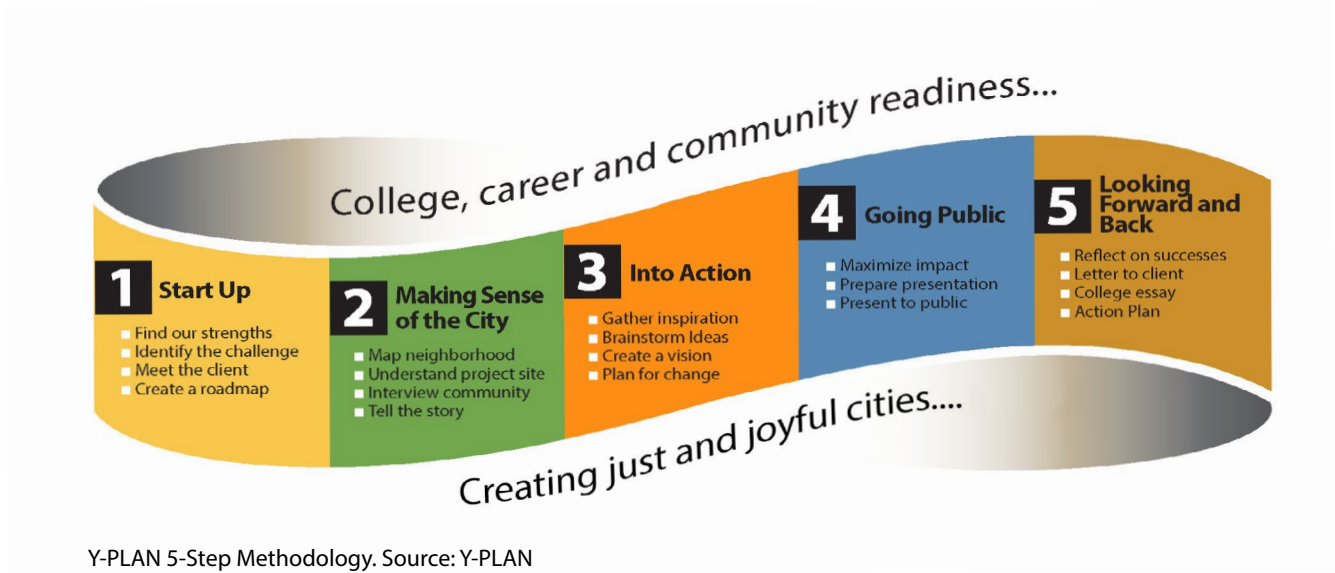 College, career and community readiness...
1
Start Up
Find our strengths
Identify the challenge
Meet the client
Create a roadmap
2
Making Sense
of the City
Map neighborhood
Understand project site
Interview community
Tell the story
3
Into Action
Gather inspiration
Brainstorm Ideas
Create a vision
Plan for change
4
Going Public
Maximize impact
Prepare presentation
Present to public
5
Looking
Forward and
Back
Reflect on successes
Letter to client
College essay
Action Plan
Creating just and joyful cities....
Y-PLAN 5-Step Methodology. Source: Y-PLAN